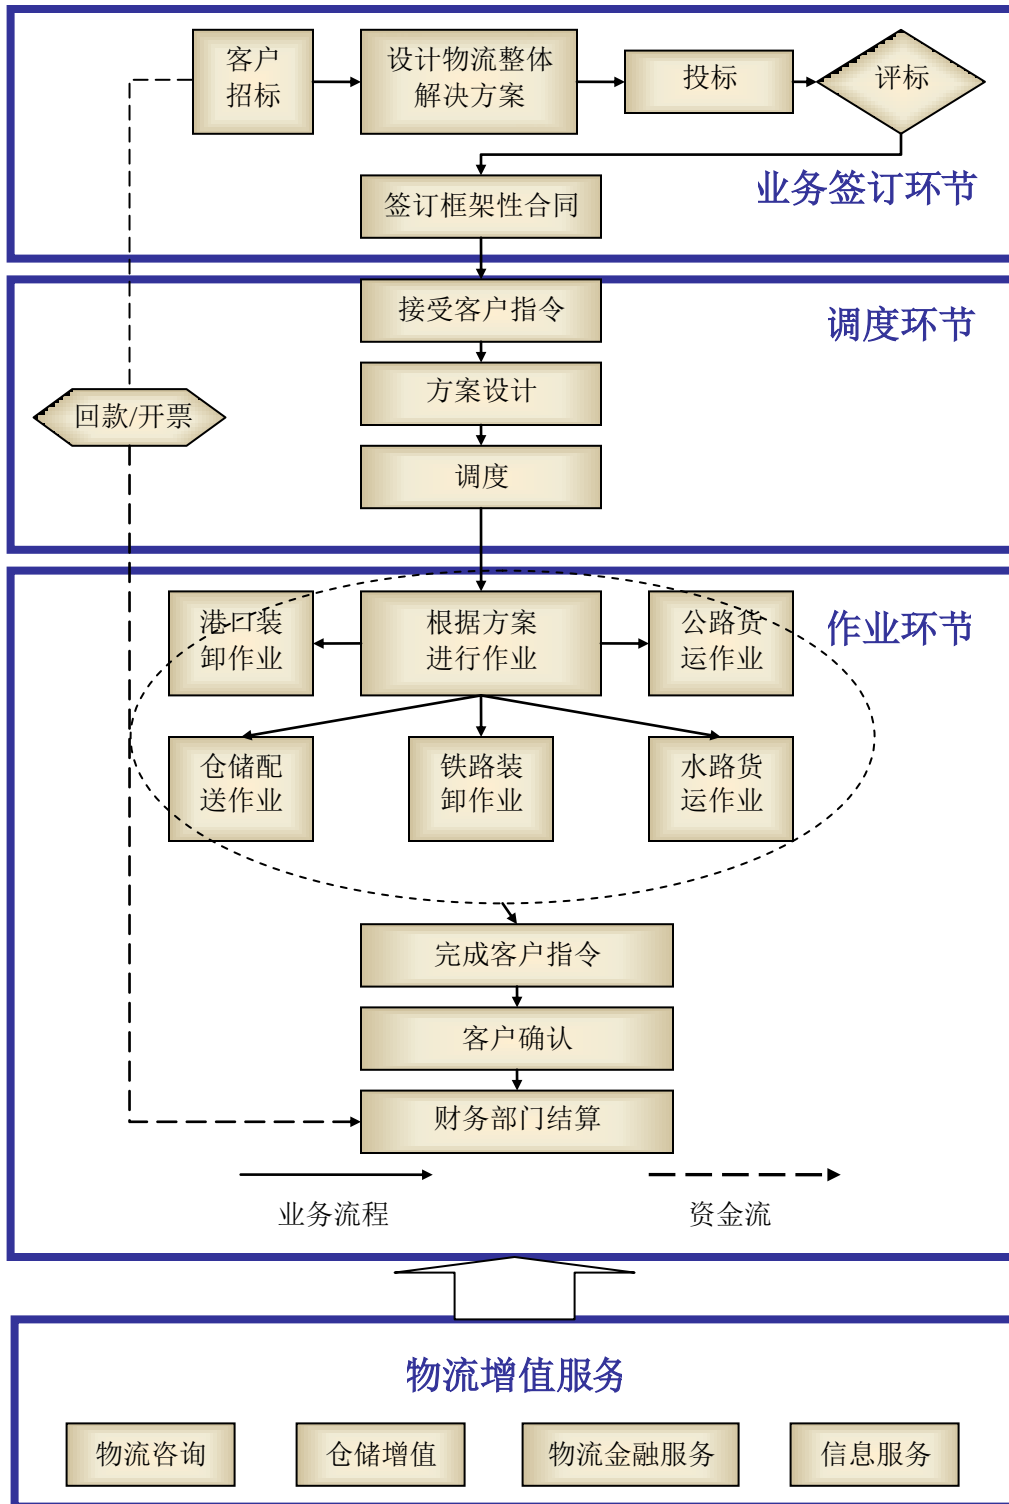 客户
招标
设计物流整体
解决方案
投标
评标
业务签订环节
签订框架性合同
接受客户指令
调度环节
方案设计
回款/开票
调度
港口装
卸作业
根据方案
进行作业
公路货
运作业
作业环节
仓储配
送作业
铁路装
卸作业
水路货
运作业
完成客户指令
客户确认
财务部门结算
业务流程
资金流
物流增值服务
物流咨询
仓储增值
物流金融服务
信息服务